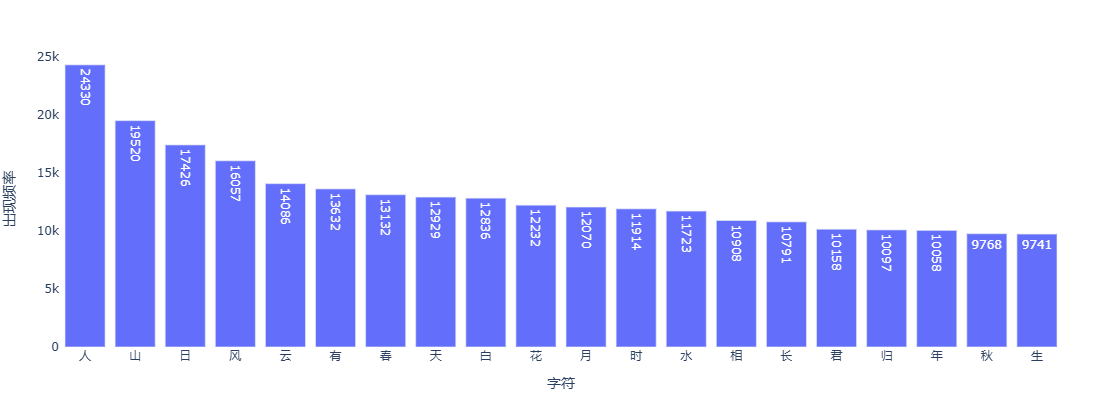 25k
20k
15k
10k
5k
0
出现频率
24330
19520
17426
16057
14086
13632
13132
12929
12836
12232
12070
11914
11723
10908
10791
10158
10097
10058
9768
9741
人 山 日 风 云 有 春 天 白 花 月 时 水 相 长 君 归 年 秋 生
字符